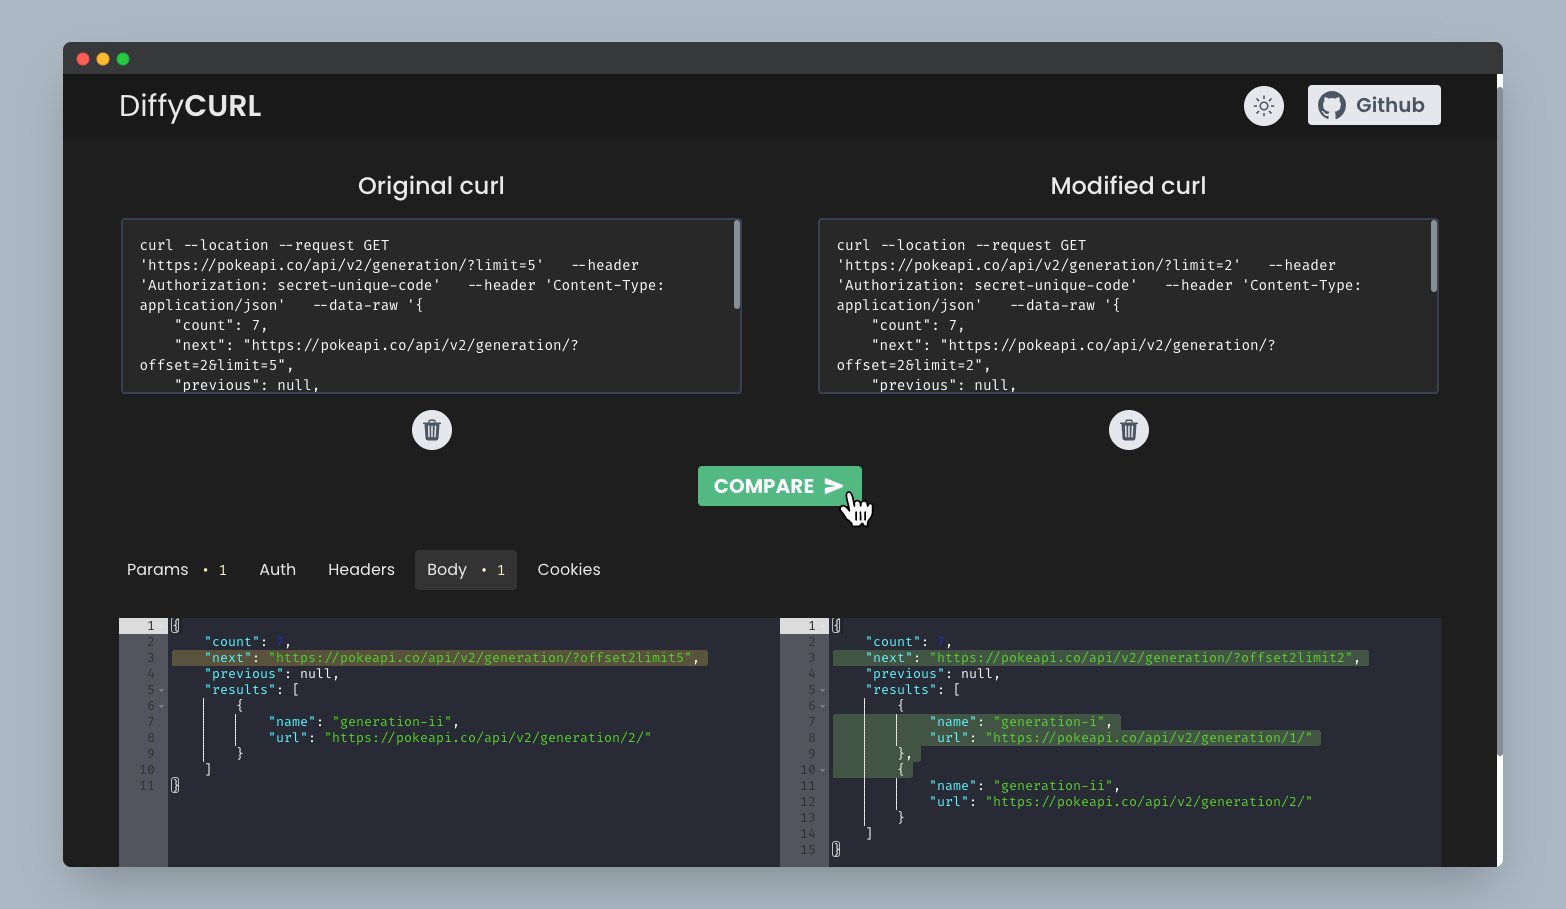 DiffyCURL
Github
Original curl
curl --location --request GET
'https://pokeapi.co/api/v2/generation/?limit=5'   --header
'Authorization: secret-unique-code'   --header 'Content-Type:
application/json'   --data-raw '{
    "count": 7,
    "next": "https://pokeapi.co/api/v2/generation/?
offset=2&limit=5",
    "previous": null,
Modified curl
curl --location --request GET
'https://pokeapi.co/api/v2/generation/?limit=2'   --header
'Authorization: secret-unique-code'   --header 'Content-Type:
application/json'   --data-raw '{
    "count": 7,
    "next": "https://pokeapi.co/api/v2/generation/?
offset=2&limit=2",
    "previous": null,
COMPARE
Params • 1 Auth Headers Body • 1 Cookies
1 {
2     "count": 7,
3     "next": "https://pokeapi.co/api/v2/generation/?offset2limit5",
4     "previous": null,
5     "results": [
6         {
7             "name": "generation-ii",
8             "url": "https://pokeapi.co/api/v2/generation/2/"
9         }
10     ]
11 }
1 {
2     "count": 7,
3     "next": "https://pokeapi.co/api/v2/generation/?offset2limit2",
4     "previous": null,
5     "results": [
6         {
7             "name": "generation-i",
8             "url": "https://pokeapi.co/api/v2/generation/1/"
9         },
10         {
11             "name": "generation-ii",
12             "url": "https://pokeapi.co/api/v2/generation/2/"
13         }
14     ]
15 }